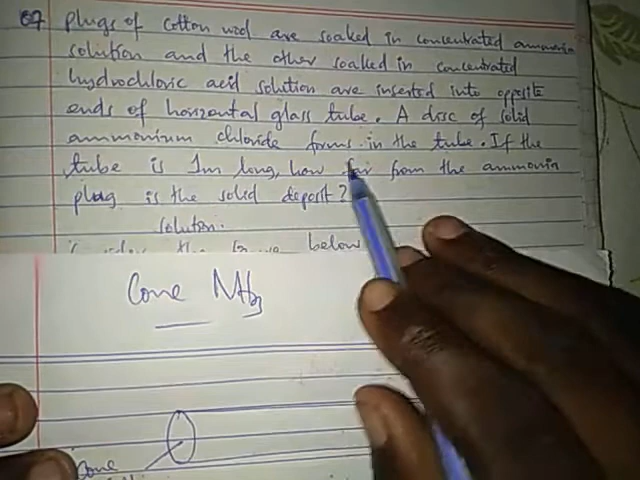 67 plugs of cotton wool are soaked in concentrated ammonia
solution and the other soaked in concentrated
hydrochloric acid solution are inserted into opposite
ends of horizontal glass tube. A disc of solid
ammonium chloride forms in the tube. If the
tube is 1m long, how far from the ammonia
plug is the solid deposit?
solution.
below
Conc NH3
Conc